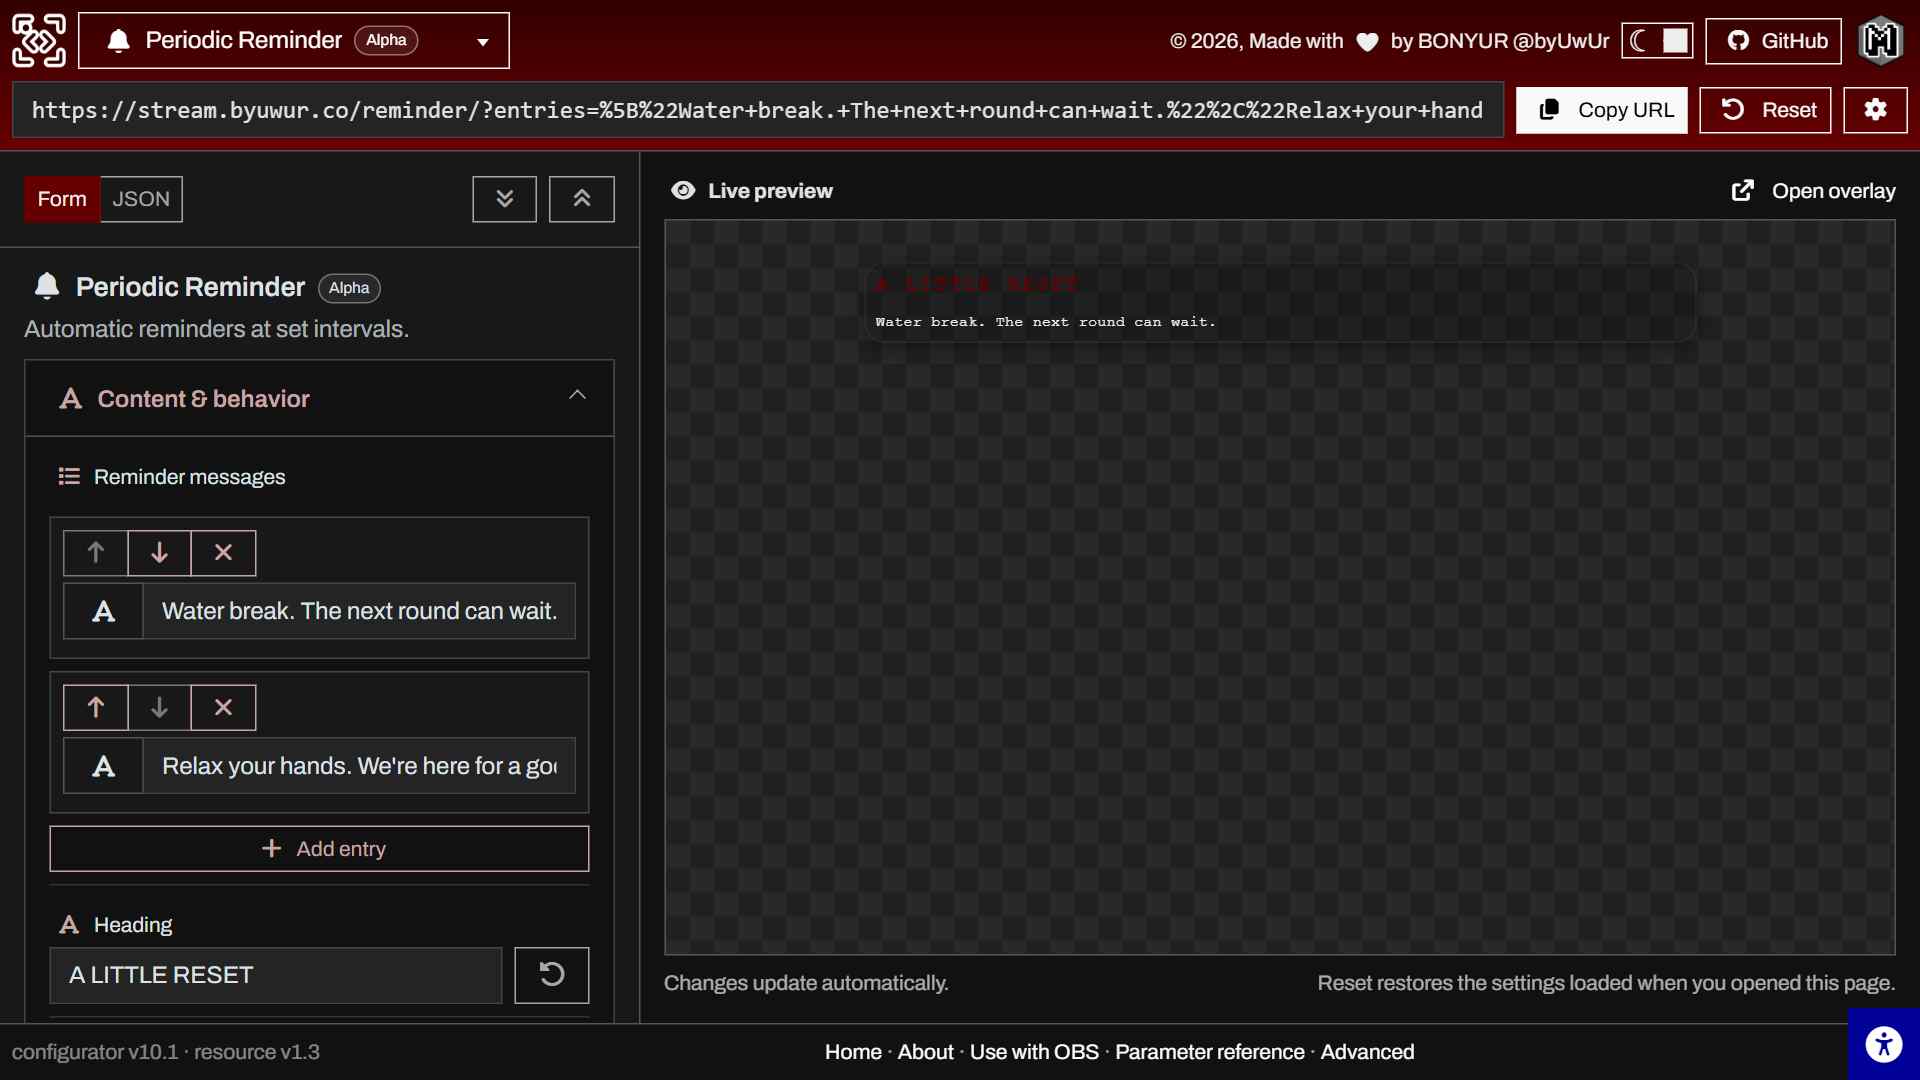 Periodic Reminder Alpha
© 2026, Made with by BONYUR @byUwUr
GitHub
https://stream.byuwur.co/reminder/?entries=%5B%22Water+break.+The+next+round+can+wait.%22%2C%22Relax+your+hand
Copy URL
Reset
Form JSON
Periodic Reminder Alpha
Automatic reminders at set intervals.
Content & behavior
Reminder messages
Water break. The next round can wait.
Relax your hands. We're here for a goo
Add entry
Heading
A LITTLE RESET
Live preview
Open overlay
A LITTLE RESET
Water break. The next round can wait.
Changes update automatically.
Reset restores the settings loaded when you opened this page.
configurator v10.1 · resource v1.3
Home · About · Use with OBS · Parameter reference · Advanced